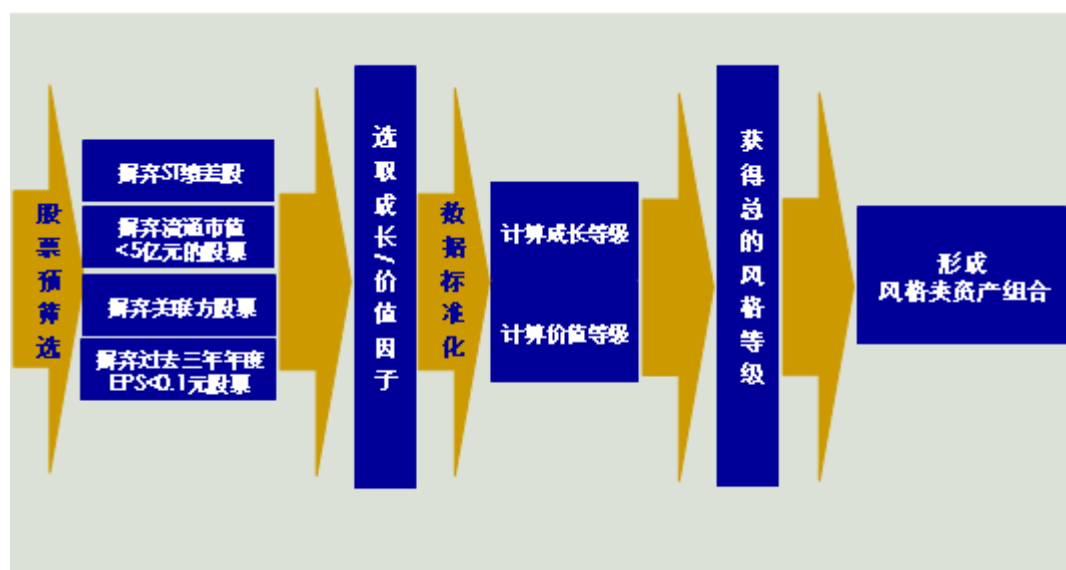 股票预筛选
摒弃ST绩差股
摒弃流通市值
<5亿元的股票
摒弃关联方股票
摒弃过去三年年度
EPS<0.1元股票
选取成长/价值因子
数据标准化
计算成长等级
计算价值等级
获得总的风格等级
形成
风格类资产组合